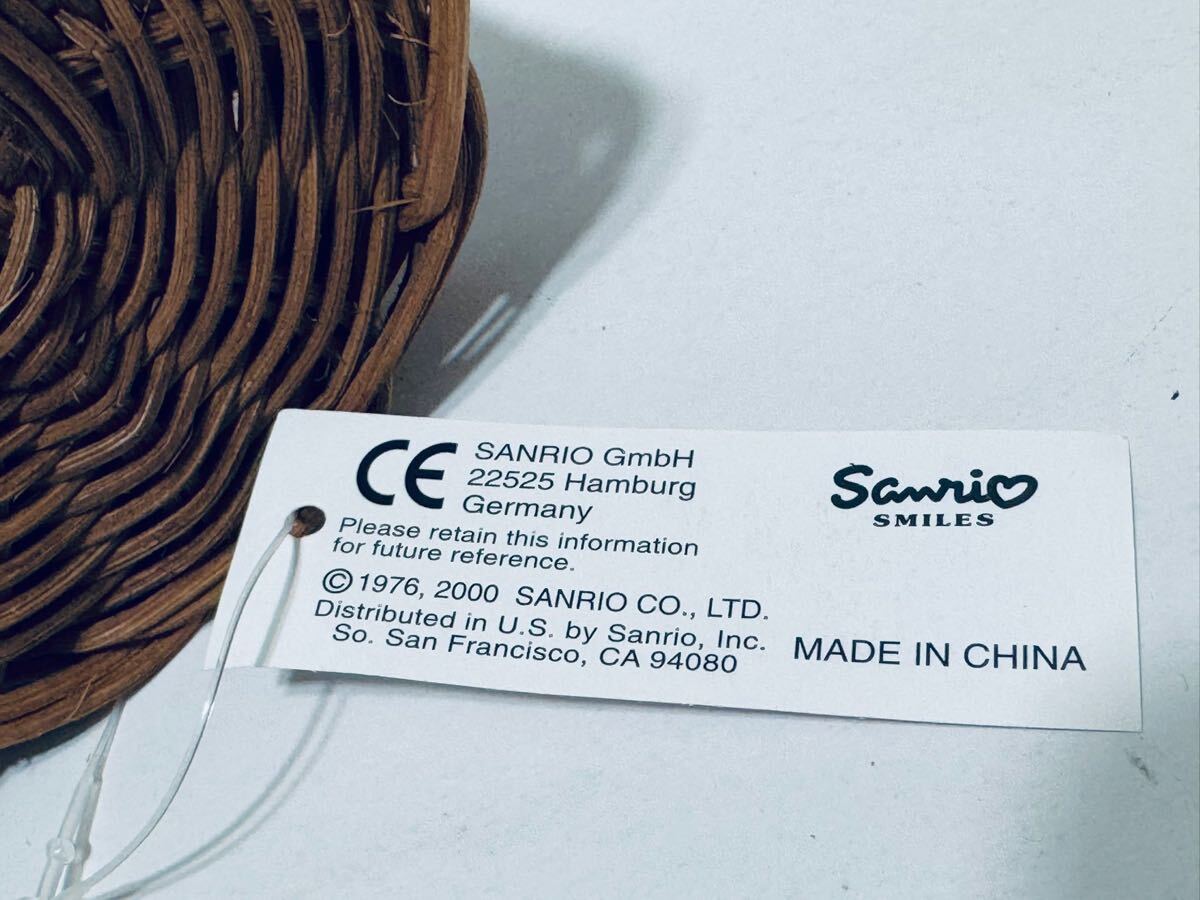 CE SANRIO GmbH
22525 Hamburg
Germany
Please retain this information
for future reference.
© 1976, 2000 SANRIO CO., LTD.
Distributed in U.S. by Sanrio, Inc.
So. San Francisco, CA 94080
Sanrio
SMILES
MADE IN CHINA